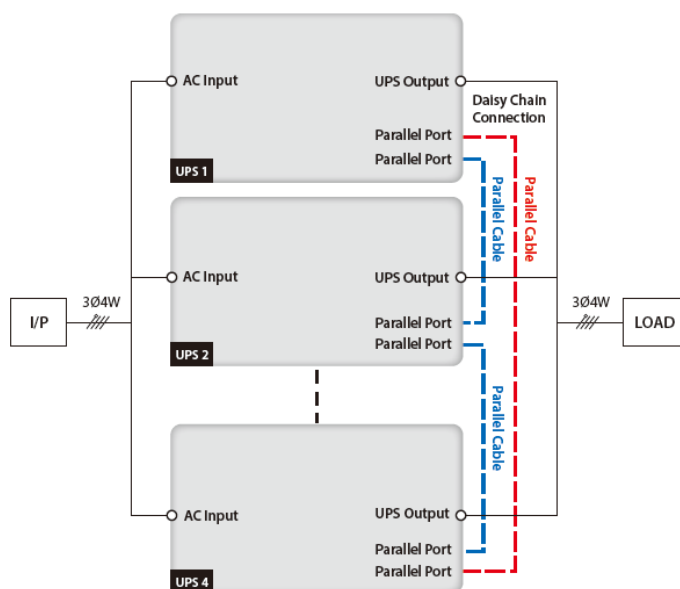 AC Input
UPS Output
Daisy Chain
Connection
Parallel Port
Parallel Port
UPS 1
Parallel Cable
Parallel Cable
AC Input
UPS Output
I/P
3Ø4W
3Ø4W
LOAD
Parallel Port
Parallel Port
UPS 2
Parallel Cable
AC Input
UPS Output
Parallel Port
Parallel Port
UPS 4